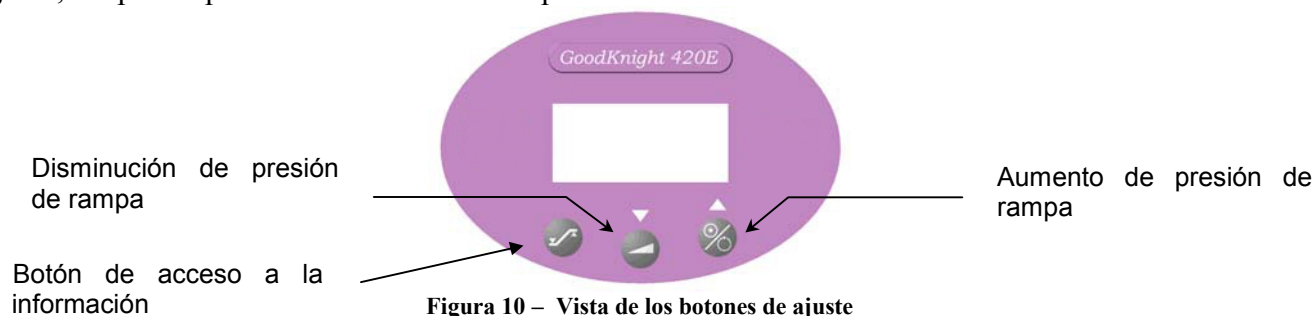 GoodKnight 420E
Disminución de presión
de rampa
Aumento de presión de
rampa
Botón de acceso a la
información
Figura 10 – Vista de los botones de ajuste